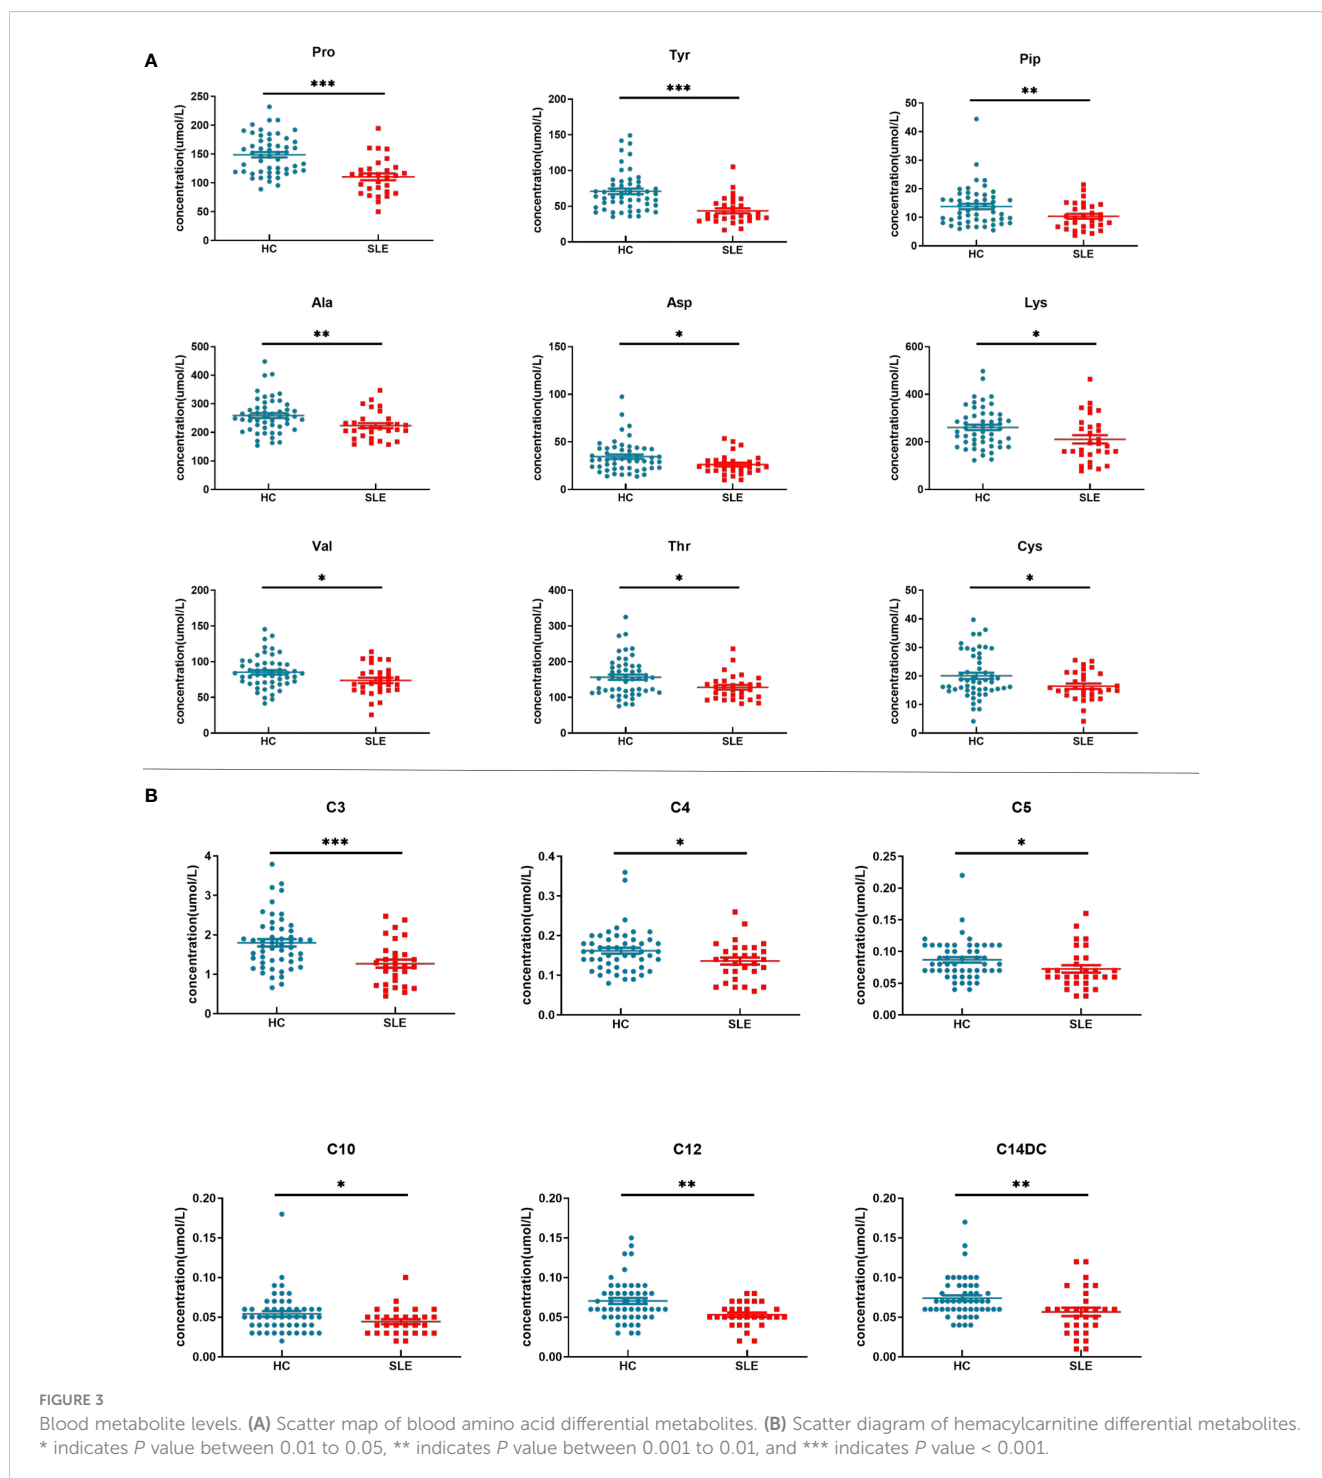 A
Pro
***
concentration(umol/L)
250
200
150
100
50
0
HC
SLE
Tyr
***
concentration(umol/L)
200
150
100
50
0
HC
SLE
Pip
**
concentration(umol/L)
50
40
30
20
10
0
HC
SLE
Ala
**
concentration(umol/L)
500
400
300
200
100
0
HC
SLE
Asp
*
concentration(umol/L)
150
100
50
0
HC
SLE
Lys
*
concentration(umol/L)
600
400
200
0
HC
SLE
Val
*
concentration(umol/L)
200
150
100
50
0
HC
SLE
Thr
*
concentration(umol/L)
400
300
200
100
0
HC
SLE
Cys
*
concentration(umol/L)
50
40
30
20
10
0
HC
SLE
B
C3
***
concentration(umol/L)
4
3
2
1
0
HC
SLE
C4
*
concentration(umol/L)
0.4
0.3
0.2
0.1
0.0
HC
SLE
C5
*
concentration(umol/L)
0.25
0.20
0.15
0.10
0.05
0.00
HC
SLE
C10
*
concentration(umol/L)
0.20
0.15
0.10
0.05
0.00
HC
SLE
C12
**
concentration(umol/L)
0.20
0.15
0.10
0.05
0.00
HC
SLE
C14DC
**
concentration(umol/L)
0.20
0.15
0.10
0.05
0.00
HC
SLE
FIGURE 3
Blood metabolite levels. (A) Scatter map of blood amino acid differential metabolites. (B) Scatter diagram of hemacylcarnitine differential metabolites.
* indicates P value between 0.01 to 0.05, ** indicates P value between 0.001 to 0.01, and *** indicates P value < 0.001.